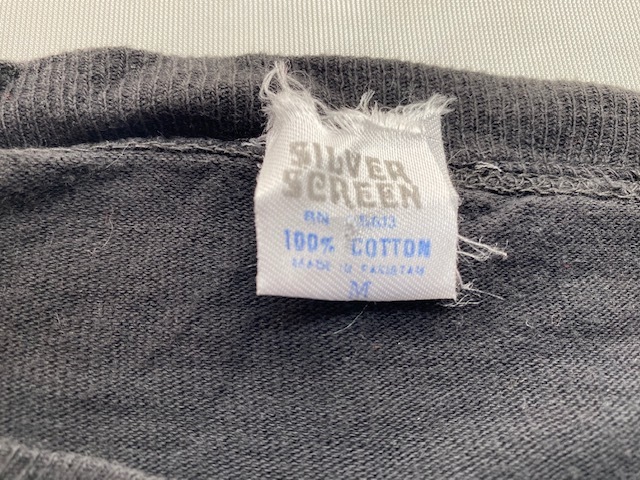 SILVER
SCREEN
RN
100% COTTON
MADE IN PAKISTAN
M